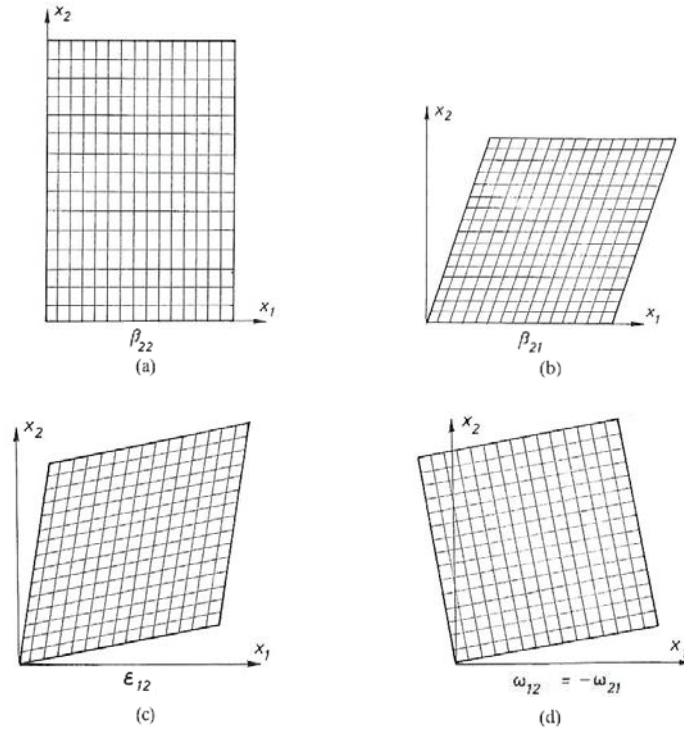 x₂
x₁
β₂₂
(a)
x₂
x₁
β₂₁
(b)
x₂
x₁
ε₁₂
(c)
x₂
x
ω₁₂ = -ω₂₁
(d)